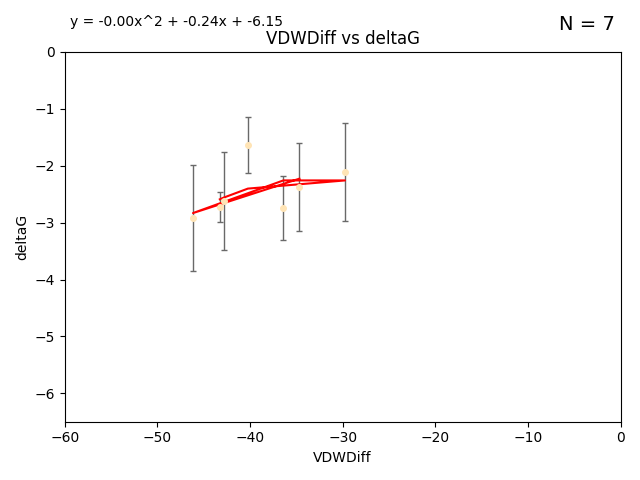 y = -0.00x^2 + -0.24x + -6.15
N = 7
VDWDiff vs deltaG
0
−1
−2
−3
−4
−5
−6
deltaG
−60
−50
−40
−30
−20
−10
0
VDWDiff